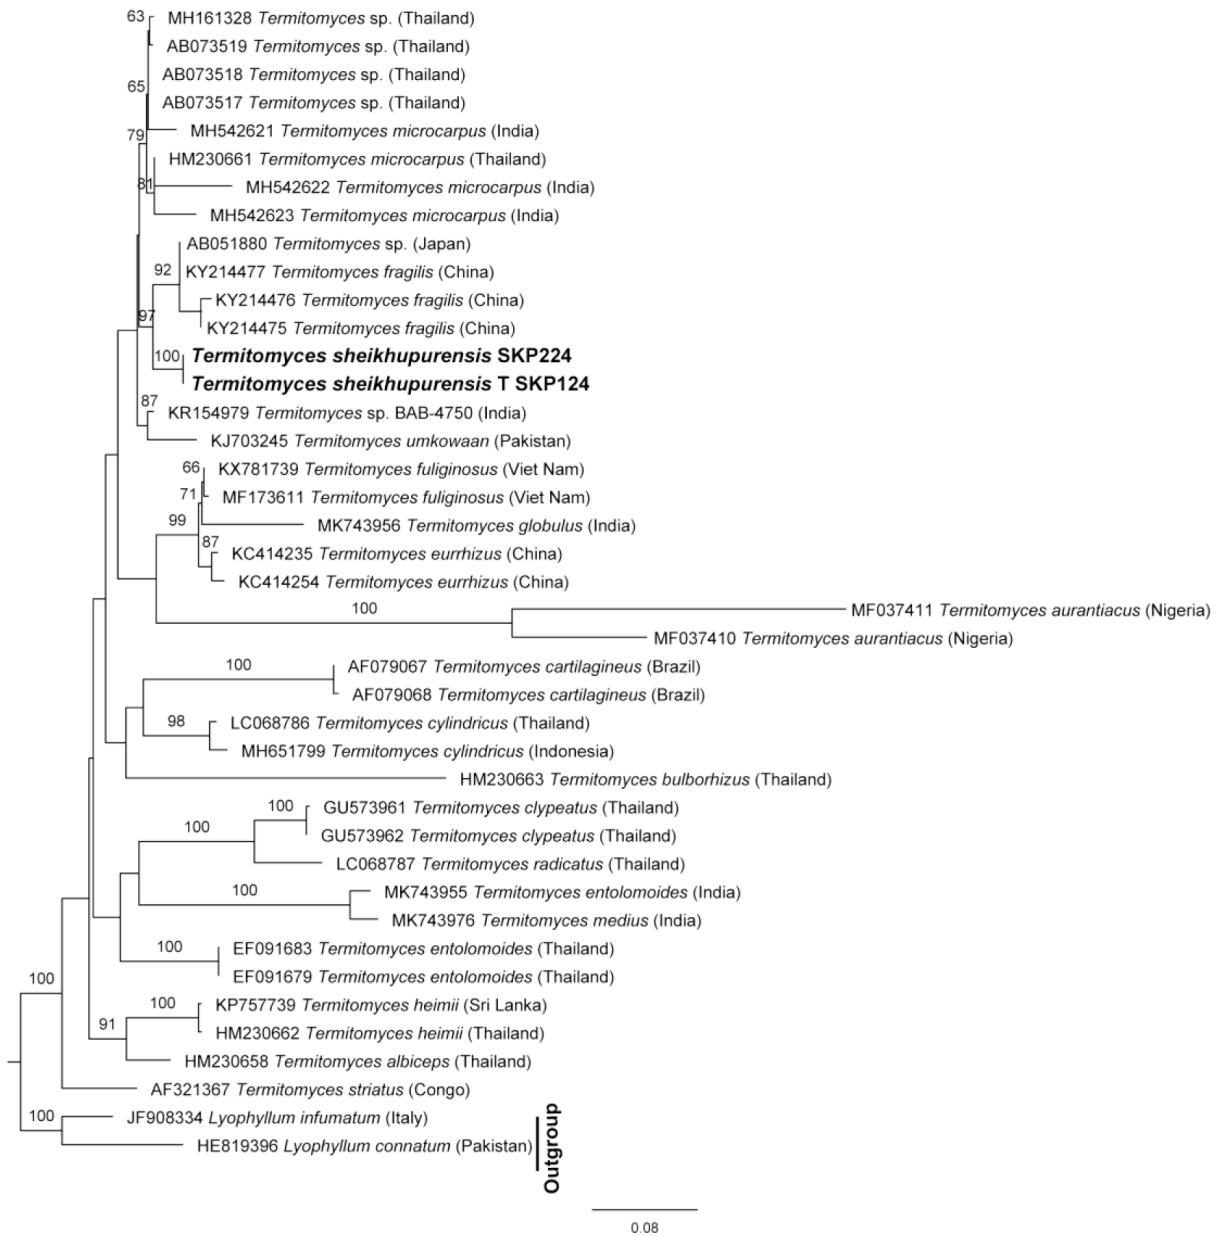 63
MH161328 Termitomyces sp. (Thailand)
AB073519 Termitomyces sp. (Thailand)
AB073518 Termitomyces sp. (Thailand)
65
AB073517 Termitomyces sp. (Thailand)
MH542621 Termitomyces microcarpus (India)
79
HM230661 Termitomyces microcarpus (Thailand)
81
MH542622 Termitomyces microcarpus (India)
MH542623 Termitomyces microcarpus (India)
AB051880 Termitomyces sp. (Japan)
92
KY214477 Termitomyces fragilis (China)
KY214476 Termitomyces fragilis (China)
97
KY214475 Termitomyces fragilis (China)
100
Termitomyces sheikhupurensis SKP224
Termitomyces sheikhupurensis T SKP124
87
KR154979 Termitomyces sp. BAB-4750 (India)
KJ703245 Termitomyces umkowaan (Pakistan)
66
KX781739 Termitomyces fuliginosus (Viet Nam)
71
MF173611 Termitomyces fuliginosus (Viet Nam)
99
MK743956 Termitomyces globulus (India)
87
KC414235 Termitomyces eurrhizus (China)
KC414254 Termitomyces eurrhizus (China)
100
MF037411 Termitomyces aurantiacus (Nigeria)
MF037410 Termitomyces aurantiacus (Nigeria)
100
AF079067 Termitomyces cartilagineus (Brazil)
AF079068 Termitomyces cartilagineus (Brazil)
98
LC068786 Termitomyces cylindricus (Thailand)
MH651799 Termitomyces cylindricus (Indonesia)
HM230663 Termitomyces bulborhizus (Thailand)
100
GU573961 Termitomyces clypeatus (Thailand)
100
GU573962 Termitomyces clypeatus (Thailand)
LC068787 Termitomyces radicatus (Thailand)
100
MK743955 Termitomyces entolomoides (India)
MK743976 Termitomyces medius (India)
100
EF091683 Termitomyces entolomoides (Thailand)
EF091679 Termitomyces entolomoides (Thailand)
100
100
KP757739 Termitomyces heimii (Sri Lanka)
91
HM230662 Termitomyces heimii (Thailand)
HM230658 Termitomyces albiceps (Thailand)
AF321367 Termitomyces striatus (Congo)
100
JF908334 Lyophyllum infumatum (Italy)
HE819396 Lyophyllum connatum (Pakistan)
Outgroup
0.08